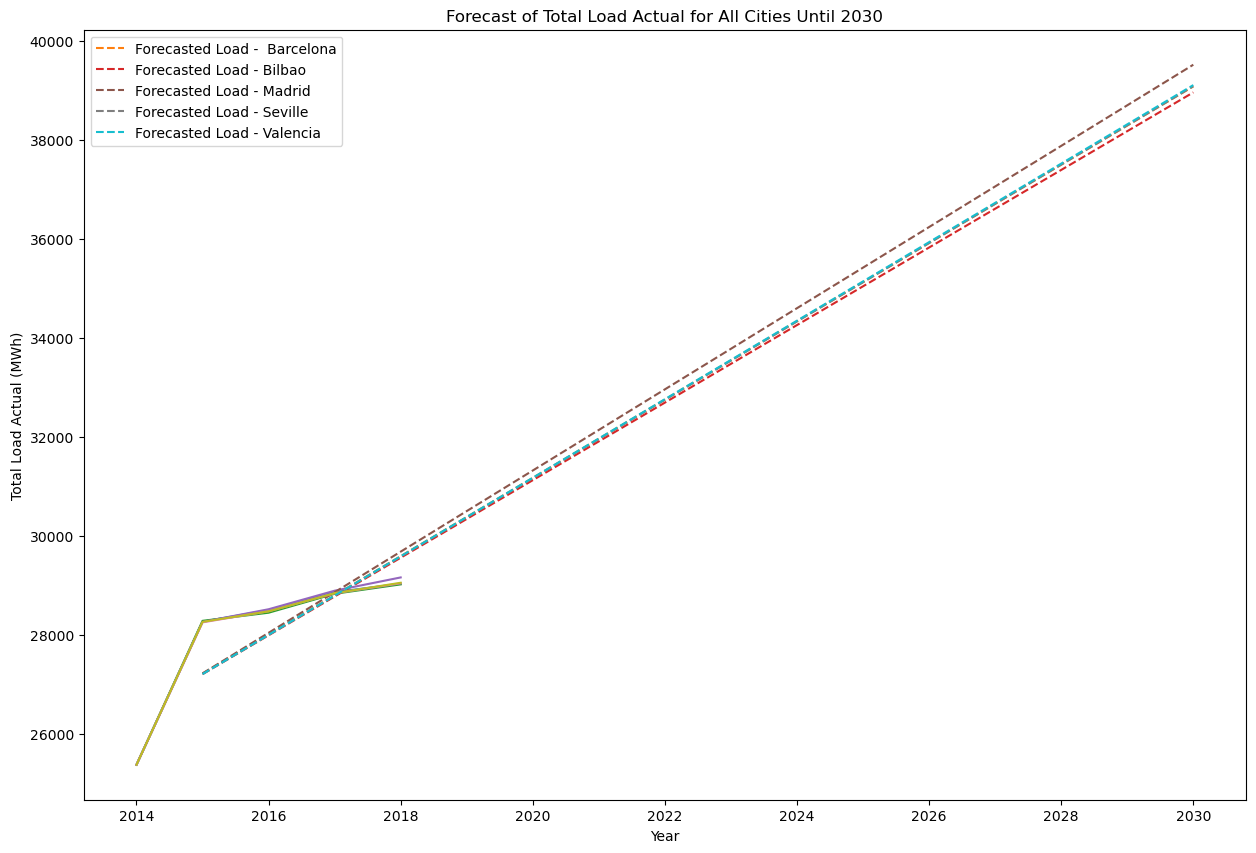 Forecast of Total Load Actual for All Cities Until 2030
40000
38000
36000
34000
32000
30000
28000
26000
Total Load Actual (MWh)
Forecasted Load -  Barcelona
Forecasted Load - Bilbao
Forecasted Load - Madrid
Forecasted Load - Seville
Forecasted Load - Valencia
2014
2016
2018
2020
2022
2024
2026
2028
2030
Year